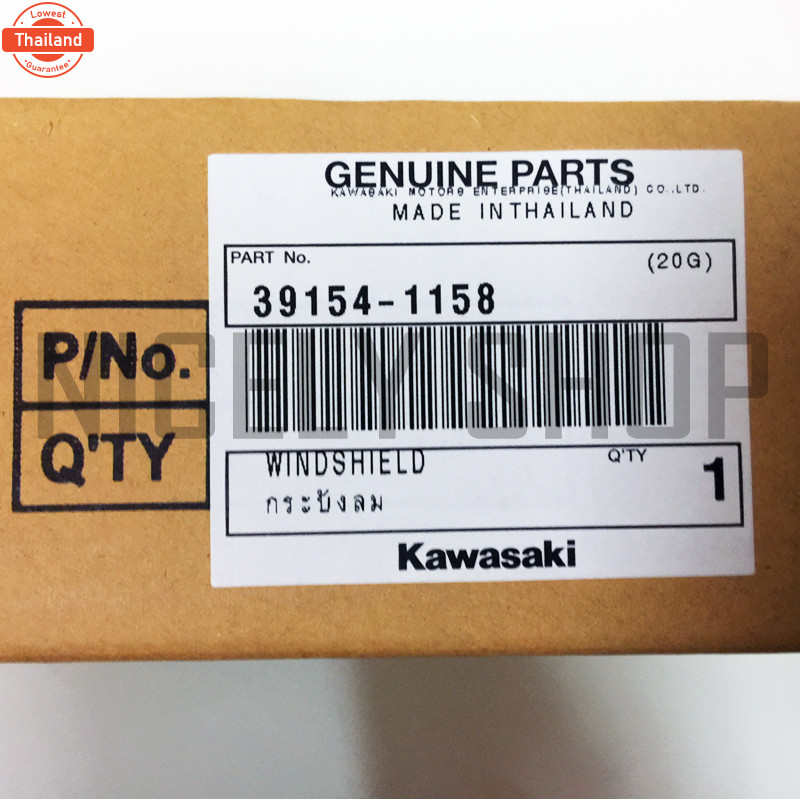 Lowest
Thailand
Guarantee
GENUINE PARTS
KAWASAKI MOTORS ENTERPRISE(THAILAND) CO.,LTD.
MADE INTHAILAND
PART No.
(20G)
39154-1158
P/No.
NICELY SHOP
Q'TY
WINDSHIELD
Q'TY
1
กระบังลม
Kawasaki